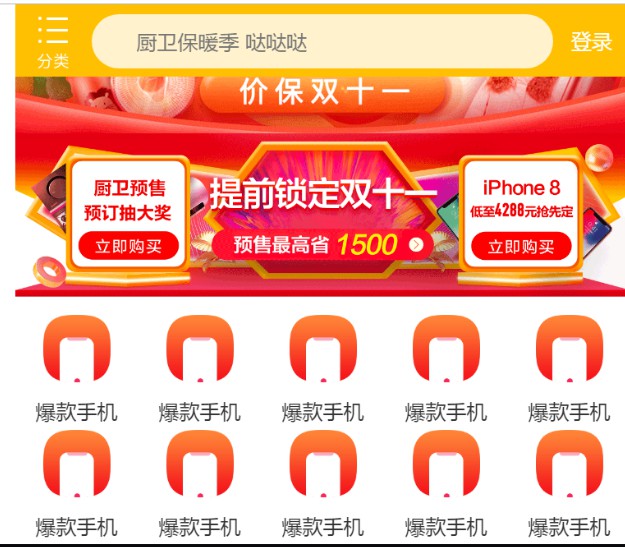 分类
厨卫保暖季 哒哒哒
登录
价保双十一
厨卫预售
预订抽大奖
立即购买
提前锁定双十一
预售最高省 1500
iPhone 8
低至4288元抢先定
立即购买
爆款手机 爆款手机 爆款手机 爆款手机 爆款手机
爆款手机 爆款手机 爆款手机 爆款手机 爆款手机